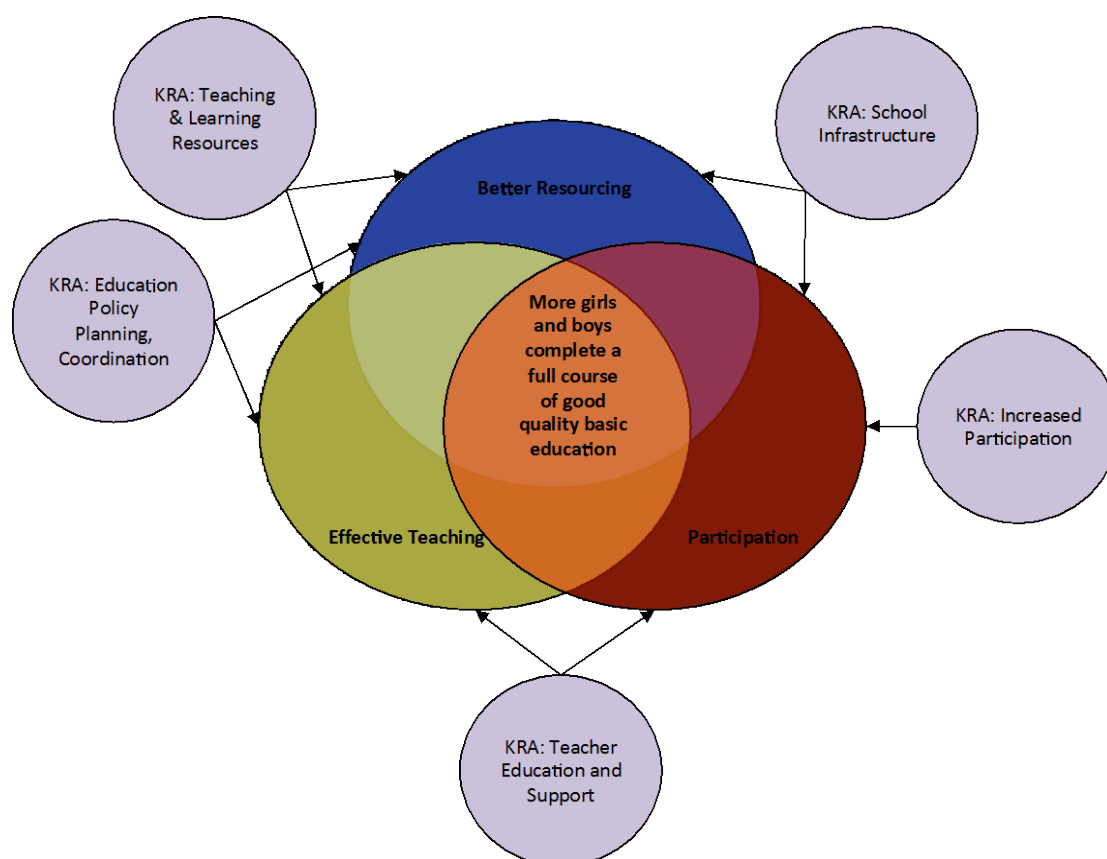 KRA: Teaching
& Learning
Resources
KRA: School
Infrastructure
Better Resourcing
KRA: Education
Policy
Planning,
Coordination
More girls
and boys
complete a
full course
of good
quality basic
education
KRA: Increased
Participation
Effective Teaching
Participation
KRA: Teacher
Education and
Support